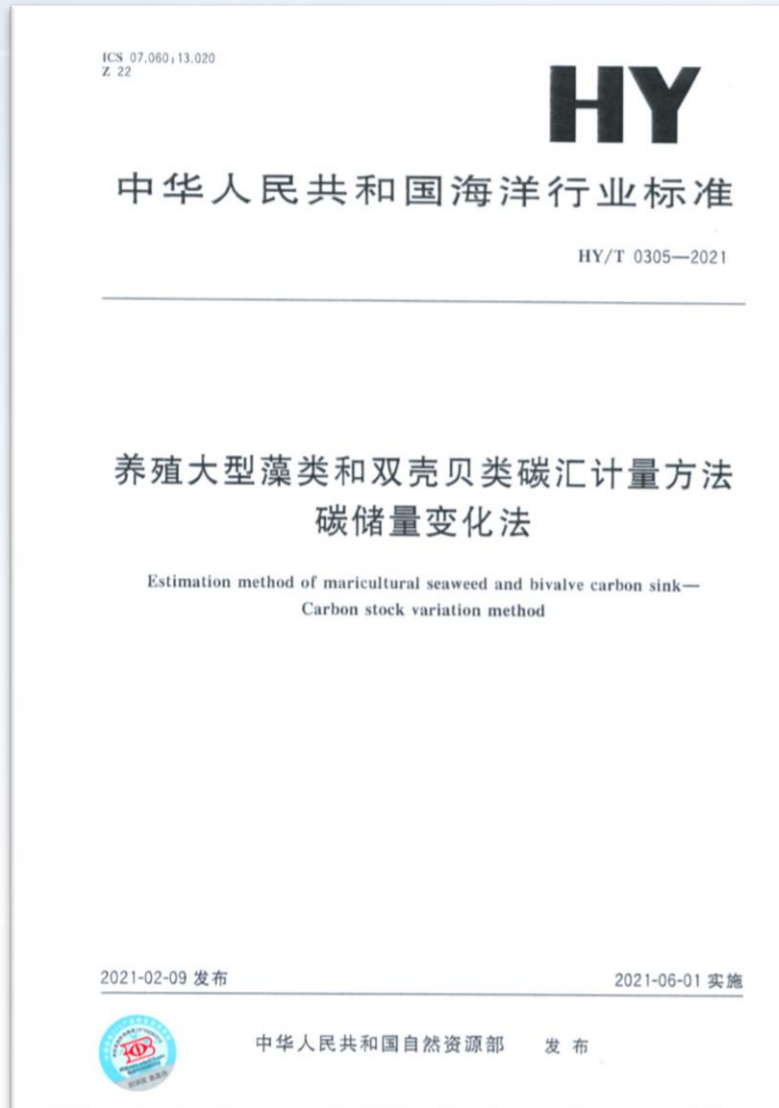 ICS 07.060;13.020
Z 22
HY
中华人民共和国海洋行业标准
HY/T 0305—2021
养殖大型藻类和双壳贝类碳汇计量方法
碳储量变化法
Estimation method of maricultural seaweed and bivalve carbon sink—
Carbon stock variation method
2021-02-09 发布
2021-06-01 实施
中华人民共和国自然资源部 发布